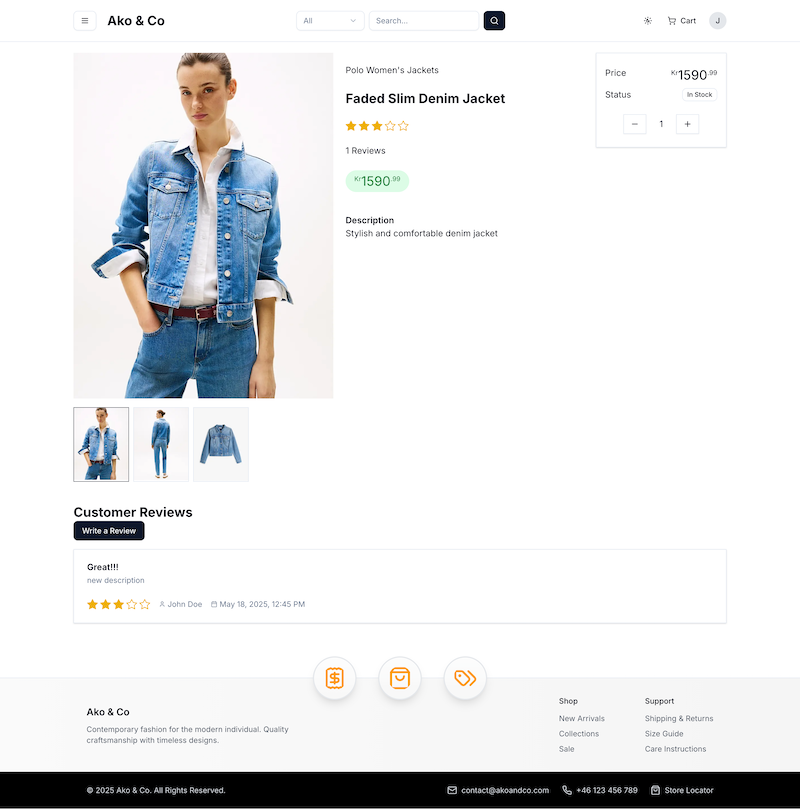 Ako & Co
All
Search...
Cart
J
Polo Women's Jackets
Faded Slim Denim Jacket
1 Reviews
Kr1590.99
Description
Stylish and comfortable denim jacket
Price
Kr1590.99
Status
In Stock
− 1 +
Customer Reviews
Write a Review
Great!!!
new description
John Doe
May 18, 2025, 12:45 PM
Ako & Co
Contemporary fashion for the modern individual. Quality
craftsmanship with timeless designs.
Shop
New Arrivals
Collections
Sale
Support
Shipping & Returns
Size Guide
Care Instructions
© 2025 Ako & Co. All Rights Reserved.
contact@akoandco.com
+46 123 456 789
Store Locator